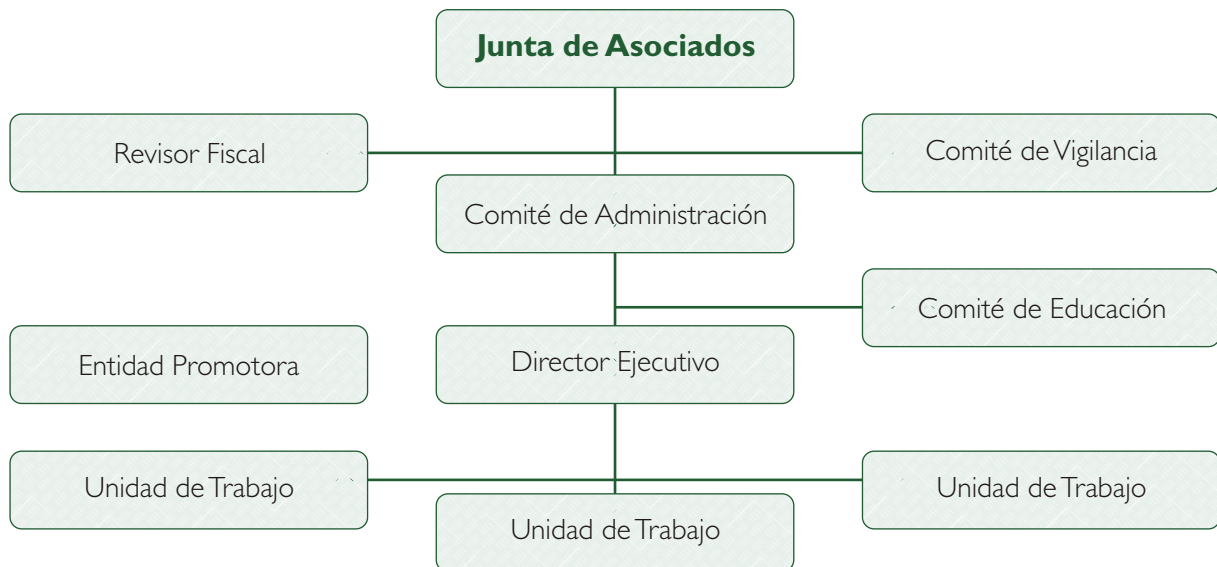 Junta de Asociados
Revisor Fiscal
Comité de Vigilancia
Comité de Administración
Comité de Educación
Entidad Promotora
Director Ejecutivo
Unidad de Trabajo
Unidad de Trabajo
Unidad de Trabajo